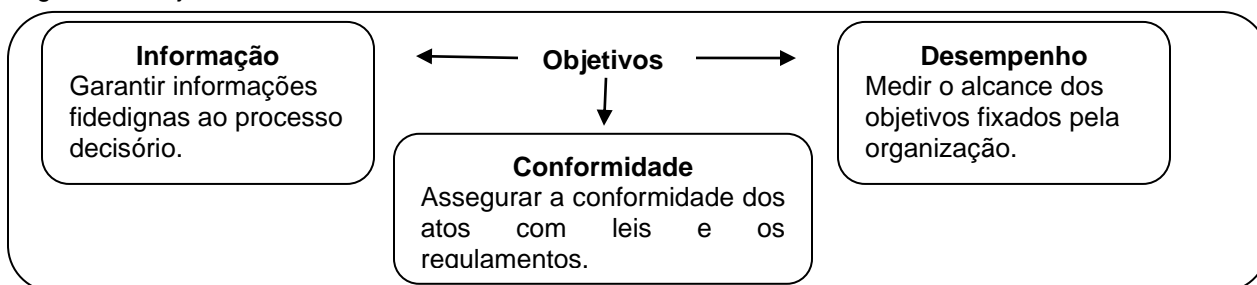 Objetivos
Informação
Garantir informações
fidedignas ao processo
decisório.
Conformidade
Assegurar a conformidade dos
atos com leis e os
regulamentos.
Desempenho
Medir o alcance dos
objetivos fixados pela
organização.